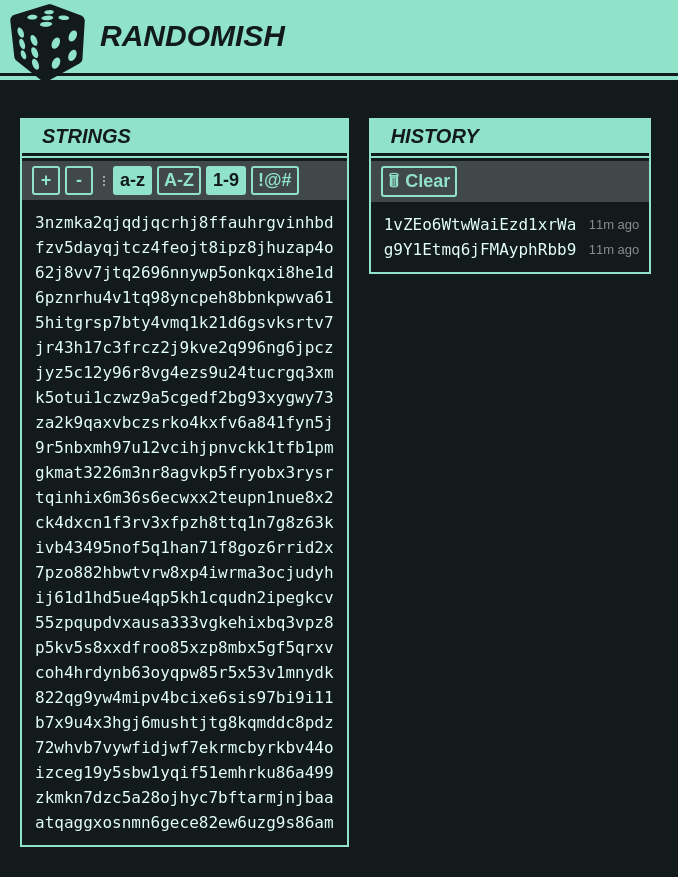 RANDOMISH
STRINGS
+ - a-z A-Z 1-9 !@#
3nzmka2qjqdjqcrhj8ffauhrgvinhbd
fzv5dayqjtcz4feojt8ipz8jhuzap4o
62j8vv7jtq2696nnywp5onkqxi8he1d
6pznrhu4v1tq98yncpeh8bbnkpwva61
5hitgrsp7bty4vmq1k21d6gsvksrtv7
jr43h17c3frcz2j9kve2q996ng6jpcz
jyz5c12y96r8vg4ezs9u24tucrgq3xm
k5otui1czwz9a5cgedf2bg93xygwy73
za2k9qaxvbczsrko4kxfv6a841fyn5j
9r5nbxmh97u12vcihjpnvckk1tfb1pm
gkmat3226m3nr8agvkp5fryobx3rysr
tqinhix6m36s6ecwxx2teupn1nue8x2
ck4dxcn1f3rv3xfpzh8ttq1n7g8z63k
ivb43495nof5q1han71f8goz6rrid2x
7pzo882hbwtvrw8xp4iwrma3ocjudyh
ij61d1hd5ue4qp5kh1cqudn2ipegkcv
55zpqupdvxausa333vgkehixbq3vpz8
p5kv5s8xxdfroo85xzp8mbx5gf5qrxv
coh4hrdynb63oyqpw85r5x53v1mnydk
822qg9yw4mipv4bcixe6sis97bi9i11
b7x9u4x3hgj6mushtjtg8kqmddc8pdz
72whvb7vywfidjwf7ekrmcbyrkbv44o
izceg19y5sbw1yqif51emhrku86a499
zkmkn7dzc5a28ojhyc7bftarmjnjbaa
atqaggxosnmn6gece82ew6uzg9s86am
HISTORY
Clear
1vZEo6WtwWaiEzd1xrWa 11m ago
g9Y1Etmq6jFMAyphRbb9 11m ago